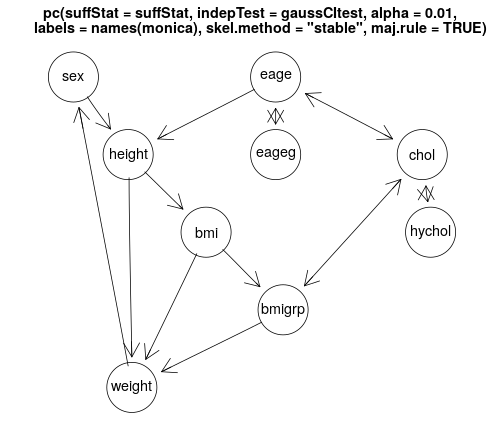 pc(suffStat = suffStat, indepTest = gaussCItest, alpha = 0.01,
labels = names(monica), skel.method = "stable", maj.rule = TRUE)
sex
eage
height
eageg
chol
bmi
hychol
bmigrp
weight